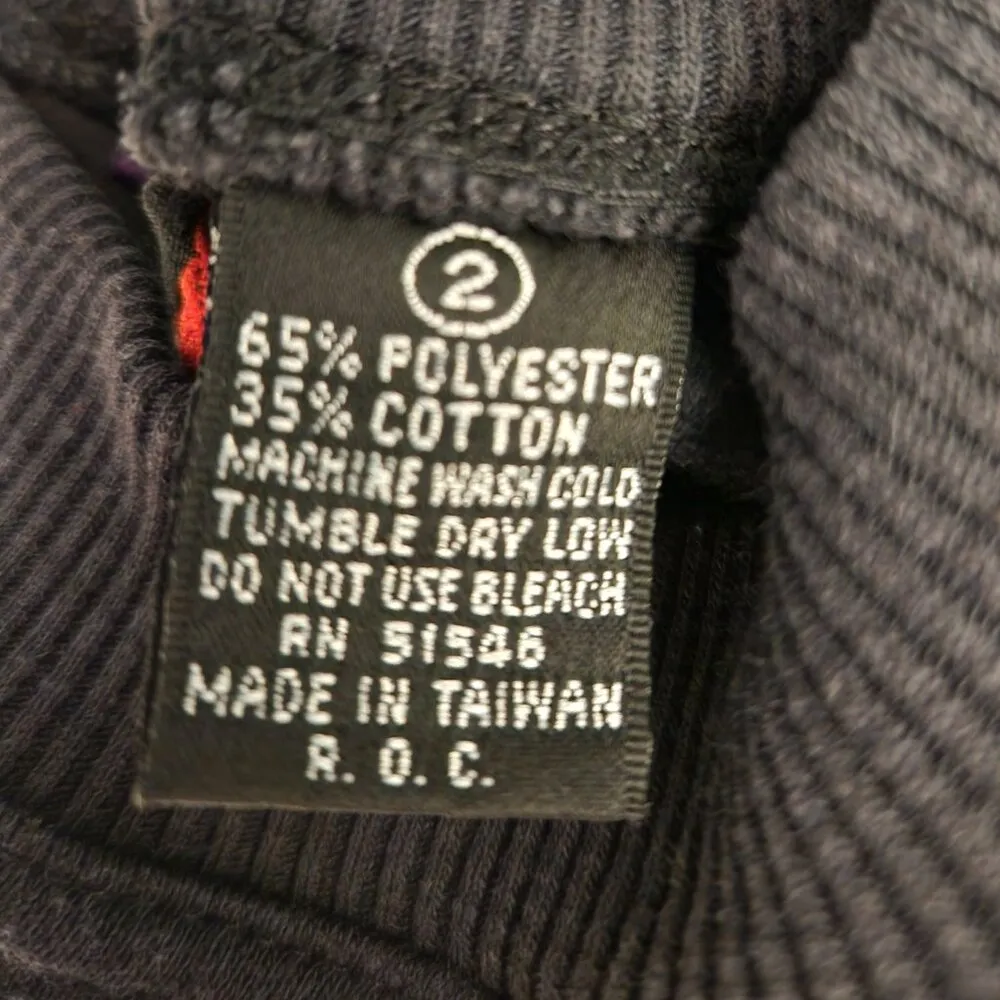 2
65% POLYESTER
35% COTTON
MACHINE WASH COLD
TUMBLE DRY LOW
DO NOT USE BLEACH
RN 51546
MADE IN TAIWAN
R. O. C.